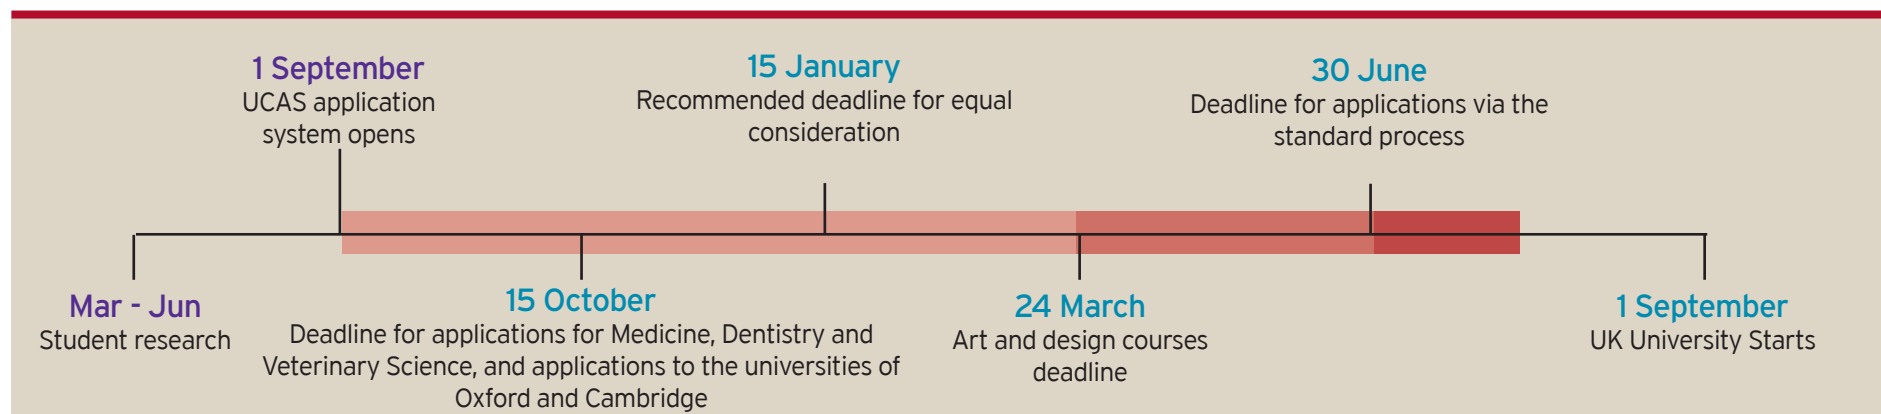 1 September
UCAS application
system opens
15 January
Recommended deadline for equal
consideration
30 June
Deadline for applications via the
standard process
Mar - Jun
Student research
15 October
Deadline for applications for Medicine, Dentistry and
Veterinary Science, and applications to the universities of
Oxford and Cambridge
24 March
Art and design courses
deadline
1 September
UK University Starts